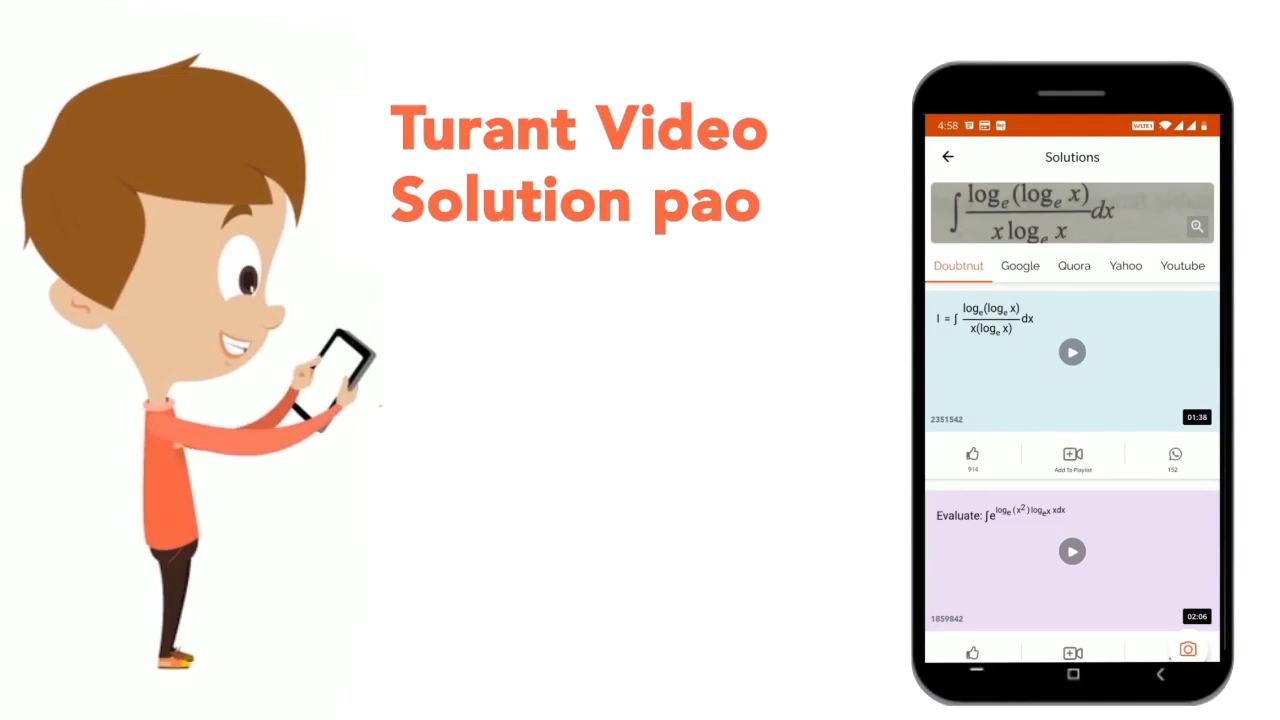 Turant Video
Solution pao
4:58
VoLTE1
Solutions
∫ logₑ(logₑ x) / x logₑ x dx
Doubtnut Google Quora Yahoo Youtube
I = ∫ logₑ(logₑ x) / x(logₑ x) dx
2351542 01:38
914 Add To Playlist 152
Evaluate: ∫e^logₑ(x²)logₑx xdx
1859842 02:06